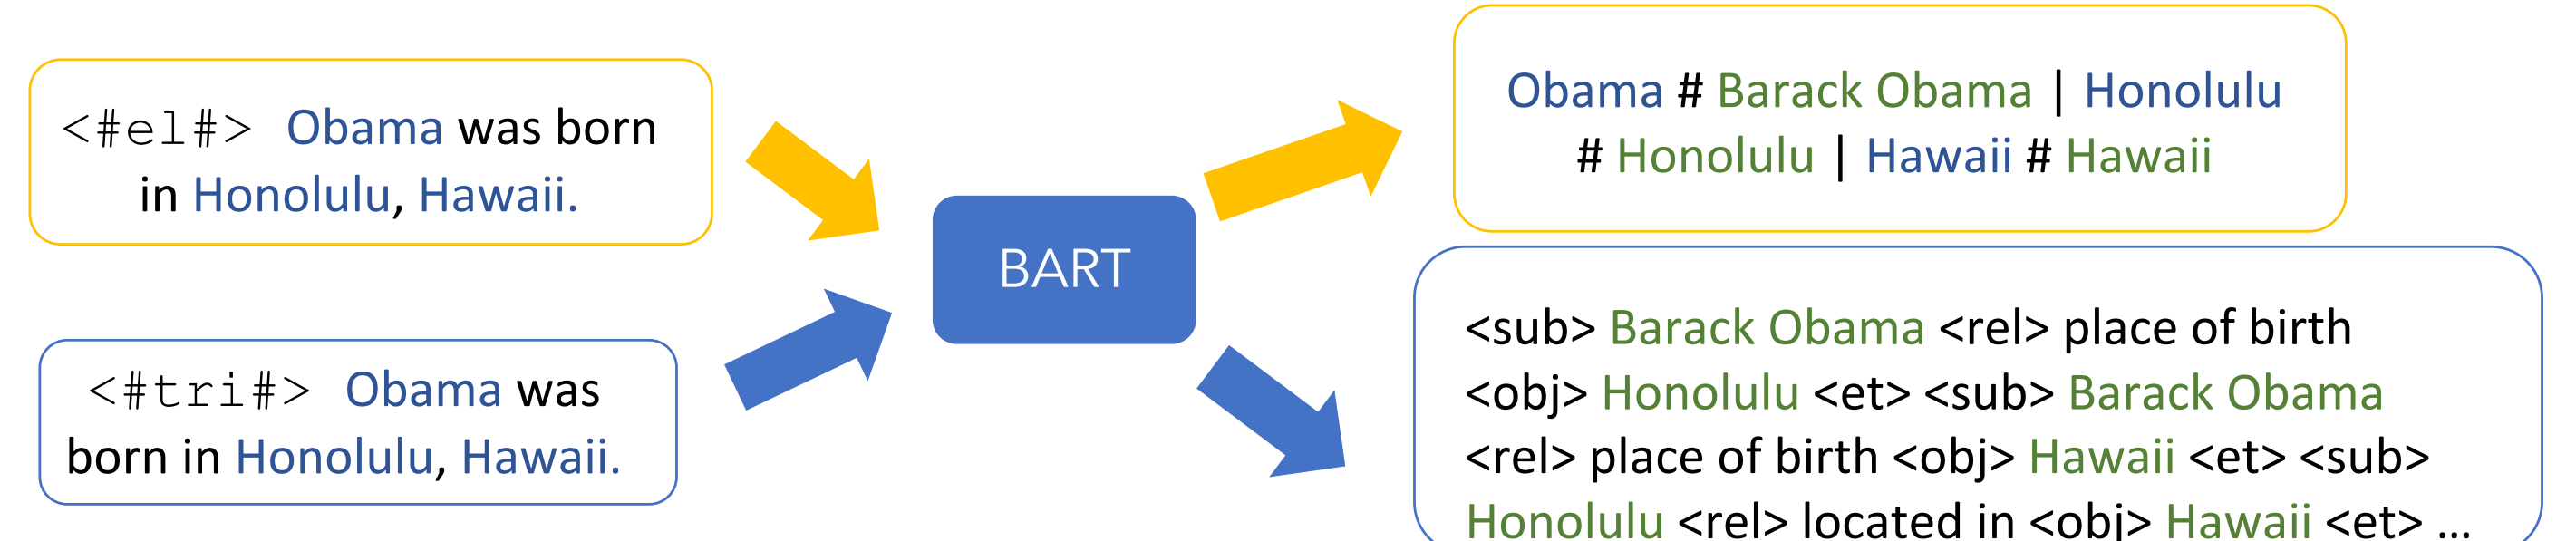 <#el#> Obama was born
in Honolulu, Hawaii.
<#tri#> Obama was
born in Honolulu, Hawaii.
BART
Obama # Barack Obama | Honolulu
# Honolulu | Hawaii # Hawaii
<sub> Barack Obama <rel> place of birth
<obj> Honolulu <et> <sub> Barack Obama
<rel> place of birth <obj> Hawaii <et> <sub>
Honolulu <rel> located in <obj> Hawaii <et> ...